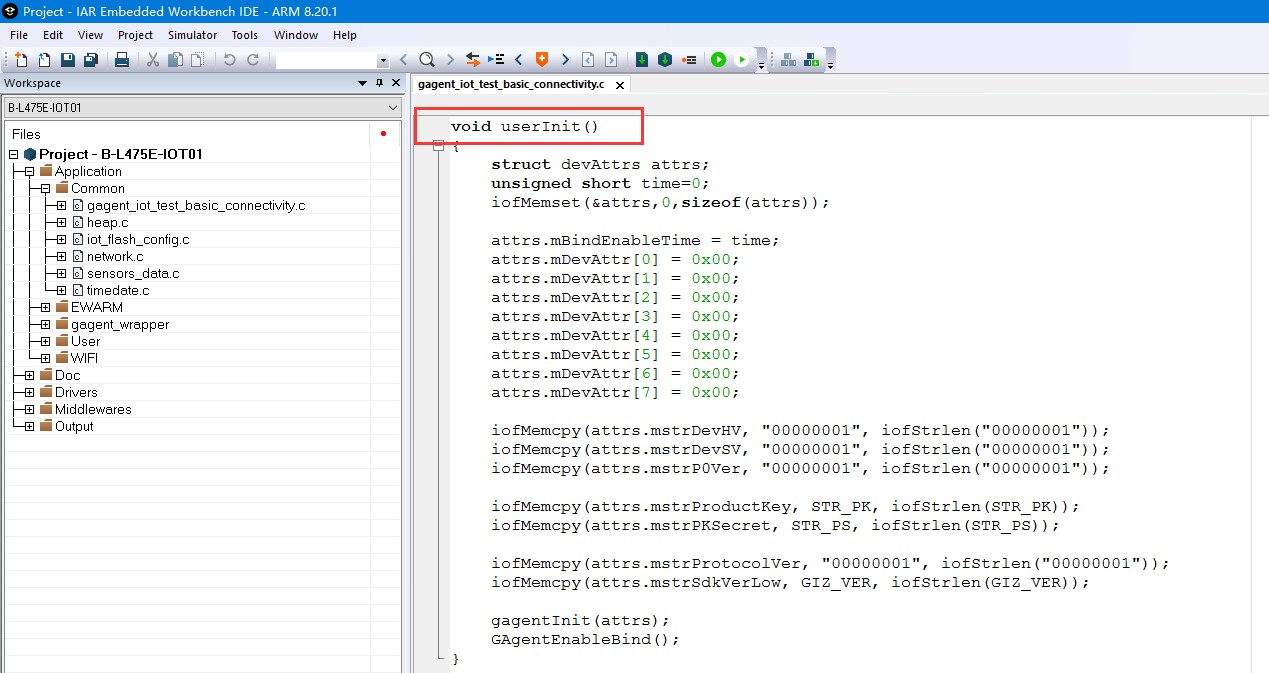 Project - IAR Embedded Workbench IDE - ARM 8.20.1
File Edit View Project Simulator Tools Window Help
Workspace
B-L475E-IOT01
Files
Project - B-L475E-IOT01
Application
Common
gagent_iot_test_basic_connectivity.c
heap.c
iot_flash_config.c
network.c
sensors_data.c
timedate.c
EWARM
gagent_wrapper
User
WIFI
Doc
Drivers
Middlewares
Output
gagent_iot_test_basic_connectivity.c
void userInit()
{
    struct devAttrs attrs;
    unsigned short time=0;
    iofMemset(&attrs,0,sizeof(attrs));
    attrs.mBindEnableTime = time;
    attrs.mDevAttr[0] = 0x00;
    attrs.mDevAttr[1] = 0x00;
    attrs.mDevAttr[2] = 0x00;
    attrs.mDevAttr[3] = 0x00;
    attrs.mDevAttr[4] = 0x00;
    attrs.mDevAttr[5] = 0x00;
    attrs.mDevAttr[6] = 0x00;
    attrs.mDevAttr[7] = 0x00;
    iofMemcpy(attrs.mstrDevHV, "00000001", iofStrlen("00000001"));
    iofMemcpy(attrs.mstrDevSV, "00000001", iofStrlen("00000001"));
    iofMemcpy(attrs.mstrP0Ver, "00000001", iofStrlen("00000001"));
    iofMemcpy(attrs.mstrProductKey, STR_PK, iofStrlen(STR_PK));
    iofMemcpy(attrs.mstrPKSecret, STR_PS, iofStrlen(STR_PS));
    iofMemcpy(attrs.mstrProtocolVer, "00000001", iofStrlen("00000001"));
    iofMemcpy(attrs.mstrSdkVerLow, GIZ_VER, iofStrlen(GIZ_VER));
    gagentInit(attrs);
    GAgentEnableBind();
}